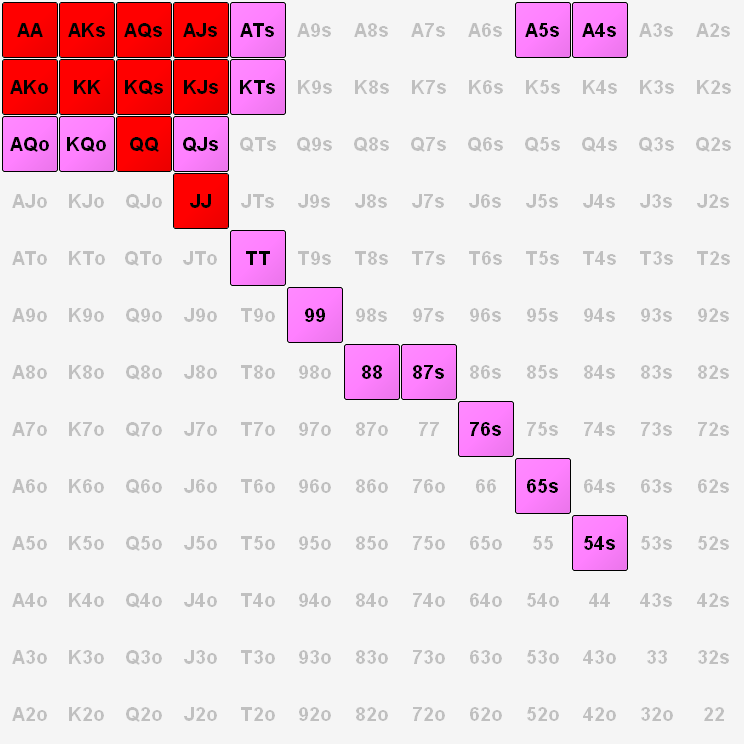 AA AKs AQs AJs ATs A9s A8s A7s A6s A5s A4s A3s A2s
AKo KK KQs KJs KTs K9s K8s K7s K6s K5s K4s K3s K2s
AQo KQo QQ QJs QTs Q9s Q8s Q7s Q6s Q5s Q4s Q3s Q2s
AJo KJo QJo JJ JTs J9s J8s J7s J6s J5s J4s J3s J2s
ATo KTo QTo JTo TT T9s T8s T7s T6s T5s T4s T3s T2s
A9o K9o Q9o J9o T9o 99 98s 97s 96s 95s 94s 93s 92s
A8o K8o Q8o J8o T8o 98o 88 87s 86s 85s 84s 83s 82s
A7o K7o Q7o J7o T7o 97o 87o 77 76s 75s 74s 73s 72s
A6o K6o Q6o J6o T6o 96o 86o 76o 66 65s 64s 63s 62s
A5o K5o Q5o J5o T5o 95o 85o 75o 65o 55 54s 53s 52s
A4o K4o Q4o J4o T4o 94o 84o 74o 64o 54o 44 43s 42s
A3o K3o Q3o J3o T3o 93o 83o 73o 63o 53o 43o 33 32s
A2o K2o Q2o J2o T2o 92o 82o 72o 62o 52o 42o 32o 22